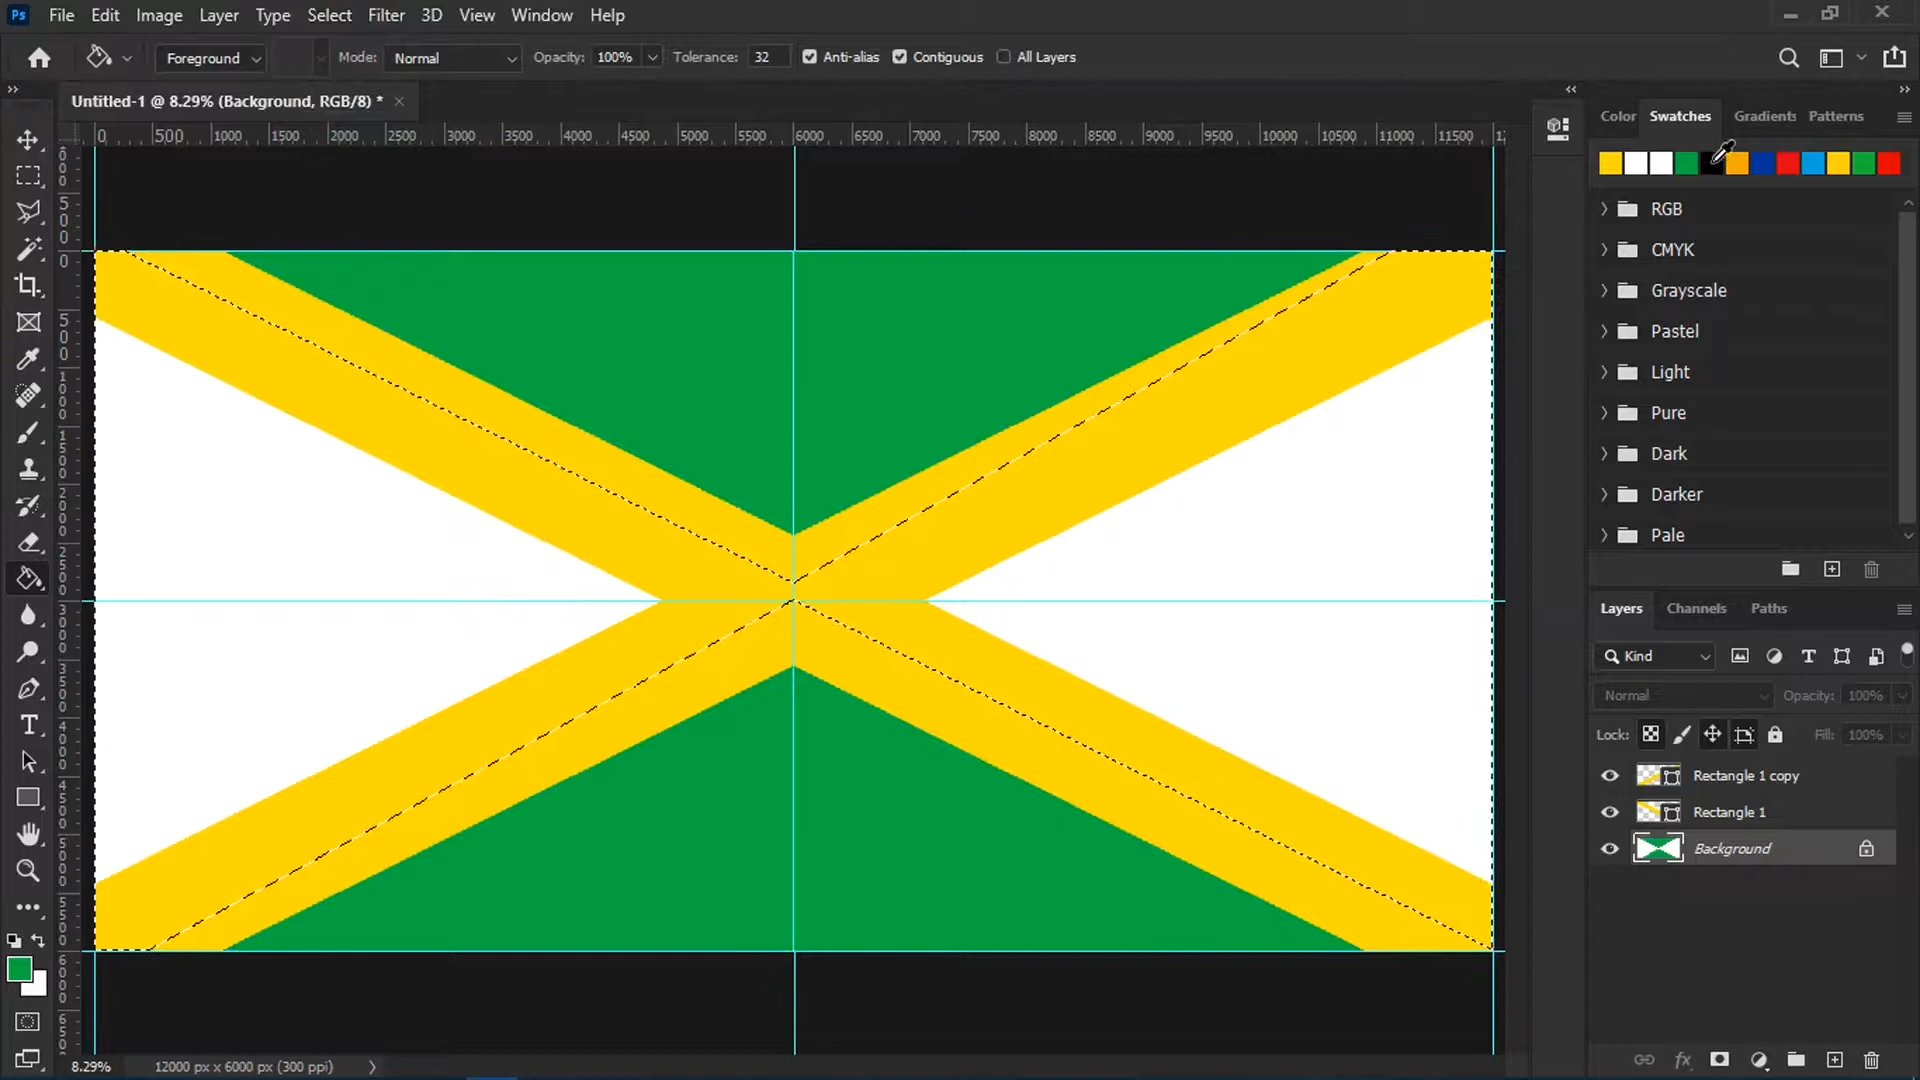 Ps File Edit Image Layer Type Select Filter 3D View Window Help
Foreground Mode: Normal Opacity: 100% Tolerance: 32 Anti-alias Contiguous All Layers
Untitled-1 @ 8.29% (Background, RGB/8) * ×
0 500 1000 1500 2000 2500 3000 3500 4000 4500 5000 5500 6000 6500 7000 7500 8000 8500 9000 9500 10000 10500 11000 11500
Color Swatches Gradients Patterns
RGB
CMYK
Grayscale
Pastel
Light
Pure
Dark
Darker
Pale
Layers Channels Paths
Kind
Normal Opacity: 100%
Lock: Fill: 100%
Rectangle 1 copy
Rectangle 1
Background
fx
8.29% 12000 px x 6000 px (300 ppi)